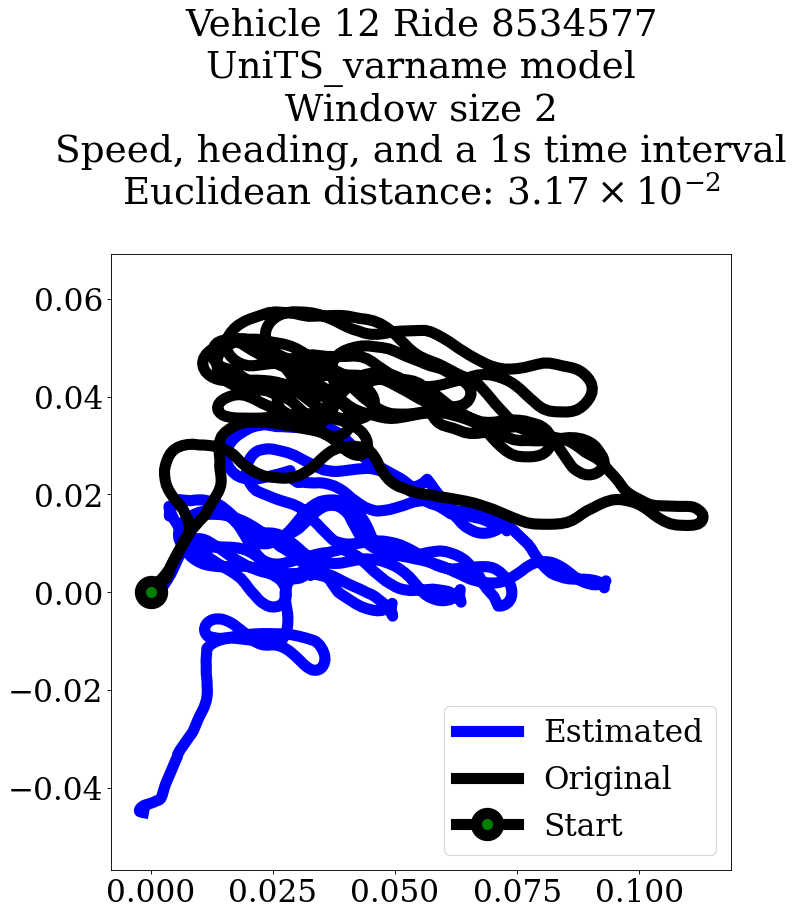 Vehicle 12 Ride 8534577
UniTS_varname model
Window size 2
Speed, heading, and a 1s time interval
Euclidean distance: 3.17 × 10⁻²
0.06
0.04
0.02
0.00
−0.02
−0.04
Estimated
Original
Start
0.000 0.025 0.050 0.075 0.100